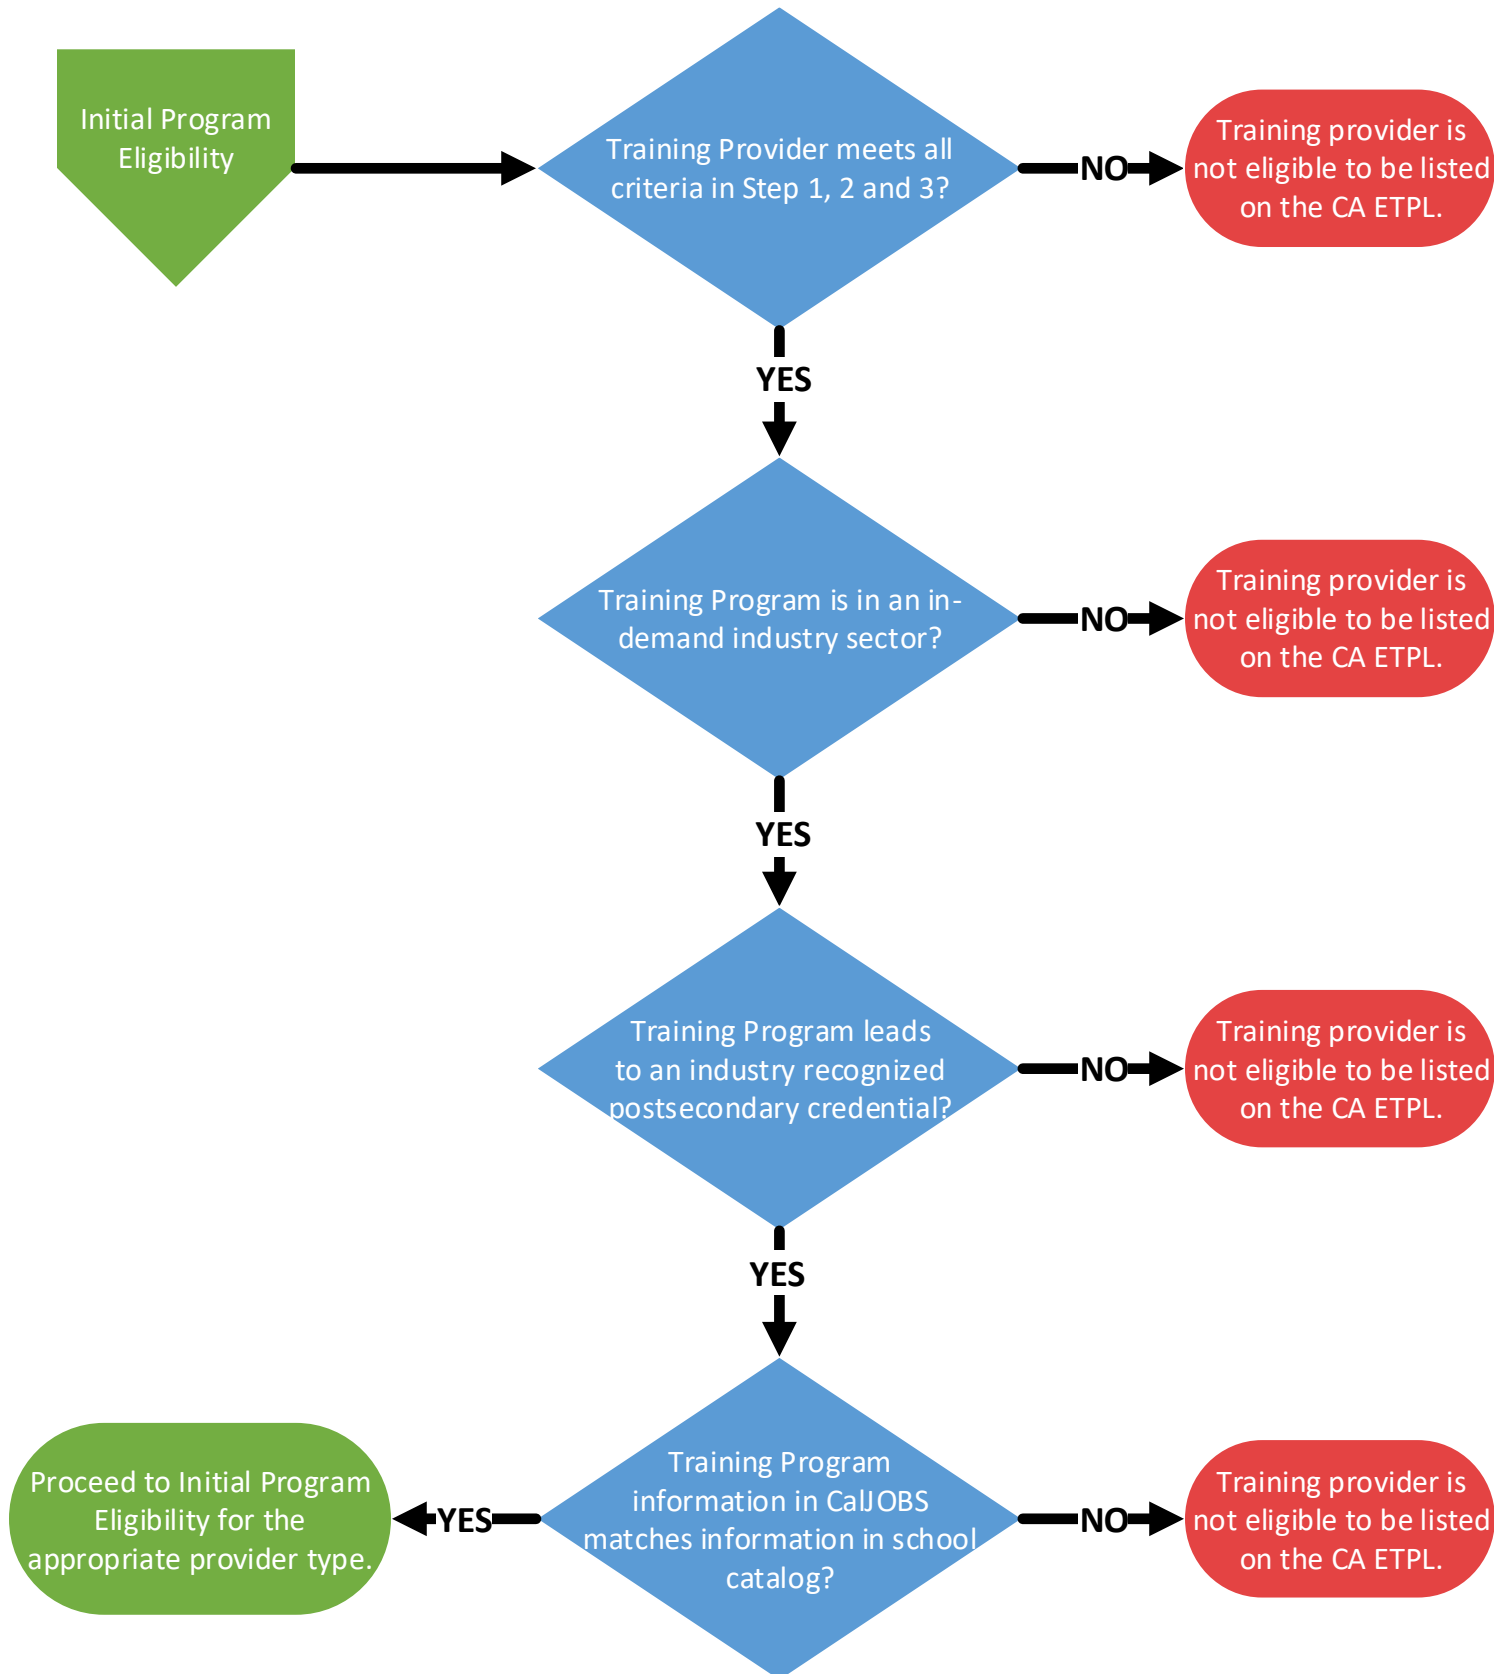 Initial Program
Eligibility
Training Provider meets all
criteria in Step 1, 2 and 3?
NO
Training provider is
not eligible to be listed
on the CA ETPL.
YES
Training Program is in an in-
demand industry sector?
NO
Training provider is
not eligible to be listed
on the CA ETPL.
YES
Training Program leads
to an industry recognized
postsecondary credential?
NO
Training provider is
not eligible to be listed
on the CA ETPL.
YES
Training Program
information in CalJOBS
matches information in school
catalog?
NO
Training provider is
not eligible to be listed
on the CA ETPL.
YES
Proceed to Initial Program
Eligibility for the
appropriate provider type.